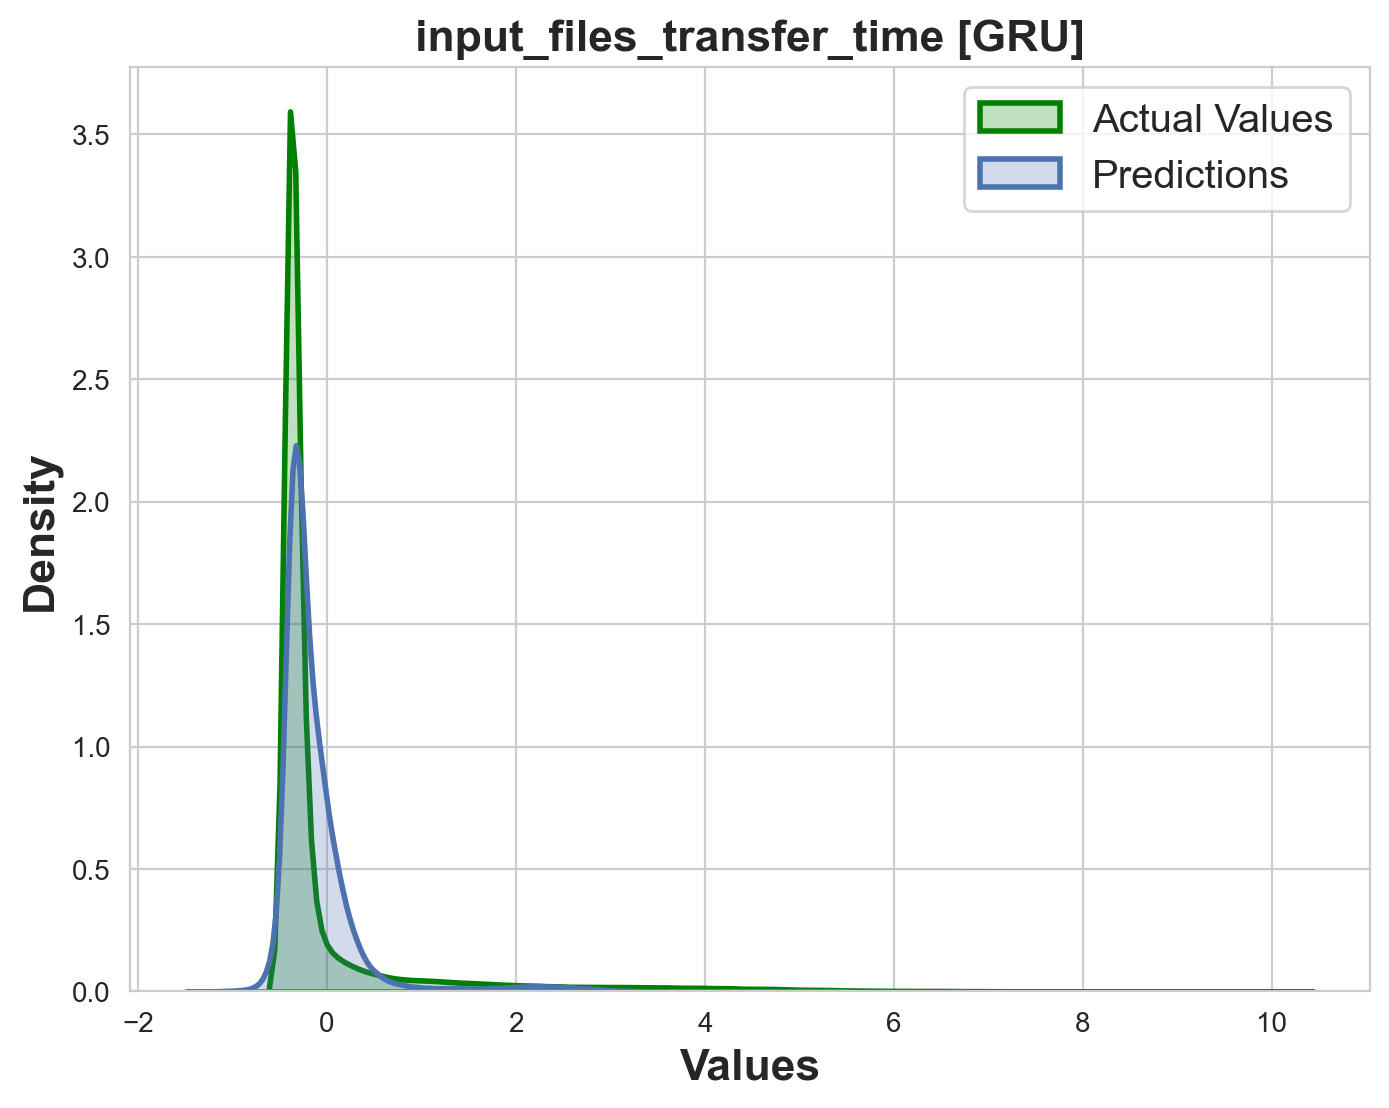 input_files_transfer_time [GRU]
Actual Values
Predictions
Density
3.5
3.0
2.5
2.0
1.5
1.0
0.5
0.0
−2 0 2 4 6 8 10
Values